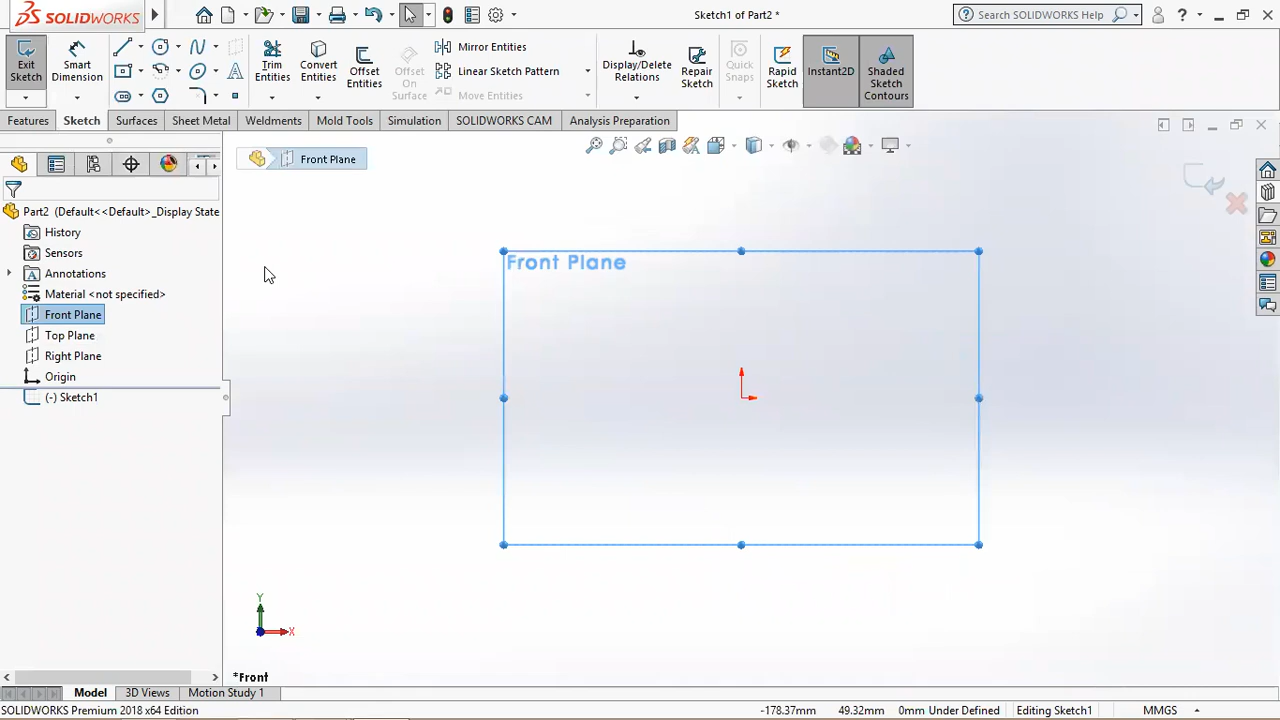 SOLIDWORKS
Sketch1 of Part2 *
Search SOLIDWORKS Help
?
Exit Sketch
Smart Dimension
Trim Entities
Convert Entities
Offset Entities
Offset On Surface
Mirror Entities
Linear Sketch Pattern
Move Entities
Display/Delete Relations
Repair Sketch
Quick Snaps
Rapid Sketch
Instant2D
Shaded Sketch Contours
Features
Sketch
Surfaces
Sheet Metal
Weldments
Mold Tools
Simulation
SOLIDWORKS CAM
Analysis Preparation
Front Plane
Part2 (Default<<Default>_Display State
History
Sensors
Annotations
Material <not specified>
Front Plane
Top Plane
Right Plane
Origin
(-) Sketch1
Front Plane
Y
X
*Front
Model
3D Views
Motion Study 1
SOLIDWORKS Premium 2018 x64 Edition
-178.37mm
49.32mm
0mm
Under Defined
Editing Sketch1
MMGS